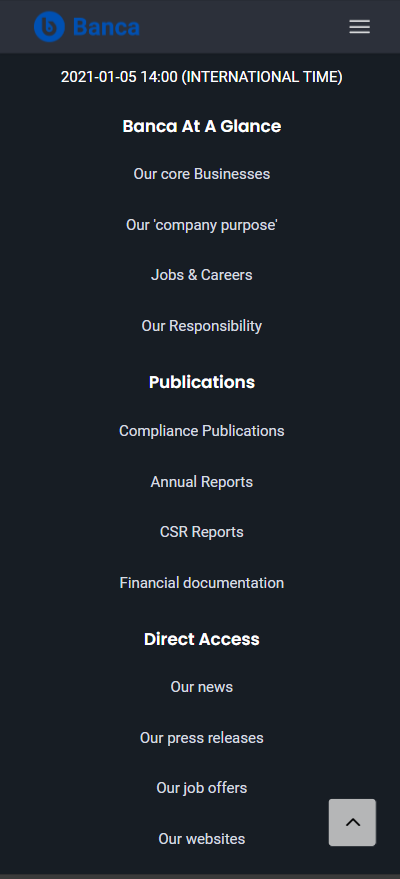 Banca
2021-01-05 14:00 (INTERNATIONAL TIME)
Banca At A Glance
Our core Businesses
Our 'company purpose'
Jobs & Careers
Our Responsibility
Publications
Compliance Publications
Annual Reports
CSR Reports
Financial documentation
Direct Access
Our news
Our press releases
Our job offers
Our websites